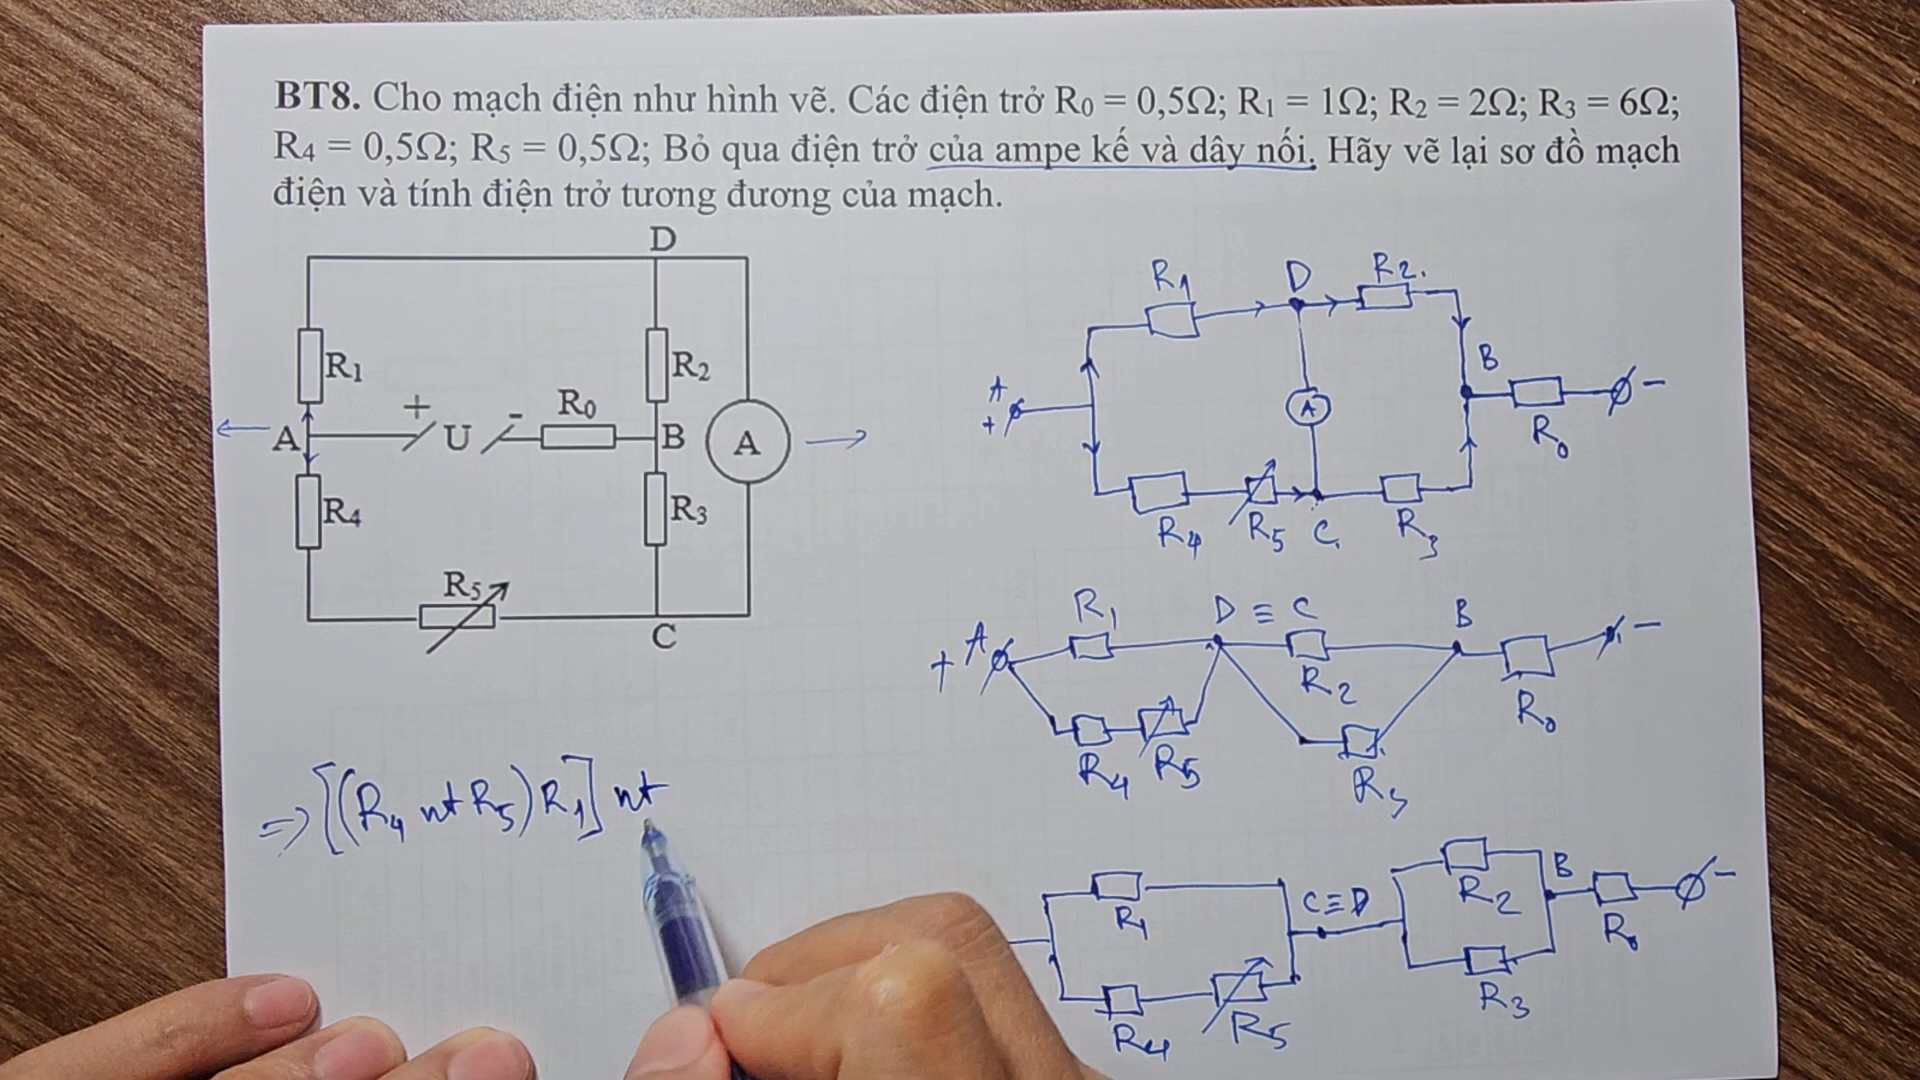 BT8. Cho mạch điện như hình vẽ. Các điện trở R₀ = 0,5Ω; R₁ = 1Ω; R₂ = 2Ω; R₃ = 6Ω;
R₄ = 0,5Ω; R₅ = 0,5Ω; Bỏ qua điện trở của ampe kế và dây nối. Hãy vẽ lại sơ đồ mạch
điện và tính điện trở tương đương của mạch.
D
R₁ R₂
+ - R₀
A U B A
R₄ R₃
R₅
C
R₁ D R₂.
A B -
+ A R₀
R₄ R₅ C R₃
R₁ D ≡ C B -
+ A R₂ R₀
R₄ R₅ R₃
⇒ [(R₄ nt R₅) R₁] nt
R₁ C≡D R₂ B R₀ -
R₄ R₅ R₃